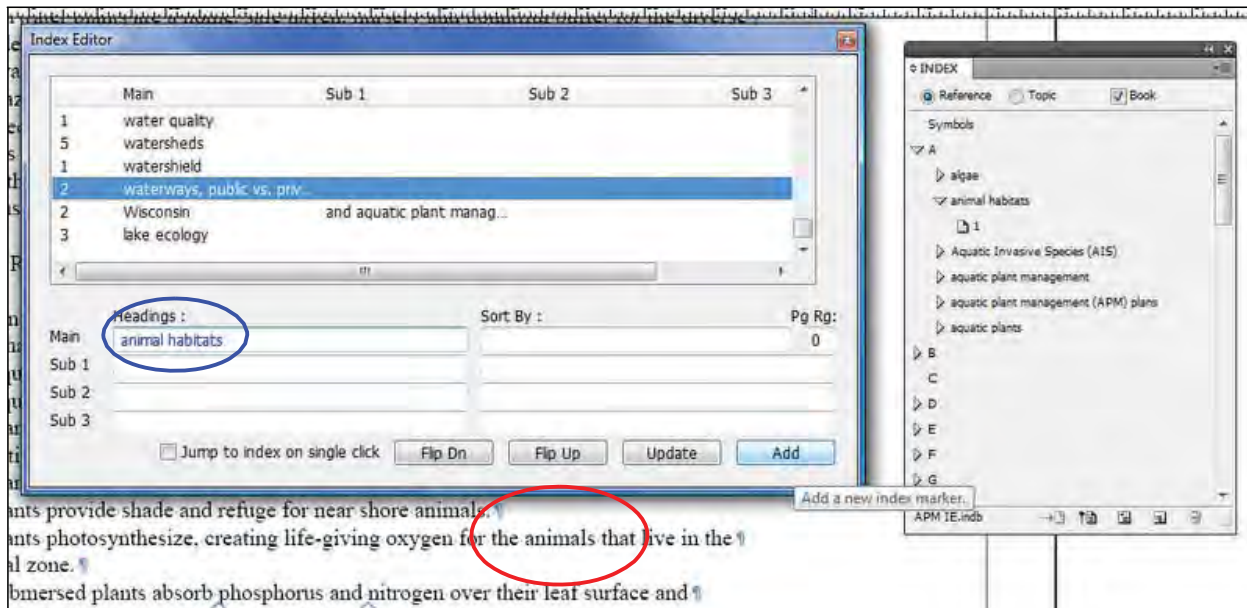 Index Editor
Main Sub 1 Sub 2 Sub 3
1 water quality
5 watersheds
1 watershield
2 waterways, public vs. priv...
2 Wisconsin and aquatic plant manag...
3 lake ecology
Headings : Sort By : Pg Rg:
Main animal habitats 0
Sub 1
Sub 2
Sub 3
Jump to index on single click Flip Dn Flip Up Update Add
Add a new index marker.
INDEX
Reference Topic Book
Symbols
A
algae
animal habitats
1
Aquatic Invasive Species (AIS)
aquatic plant management
aquatic plant management (APM) plans
aquatic plants
B
C
D
E
F
G
APM IE.indb
provide shade and refuge for near shore animals.¶
photosynthesize, creating life-giving oxygen for the animals that live in the ¶
zone. ¶
plants absorb phosphorus and nitrogen over their leaf surface and ¶